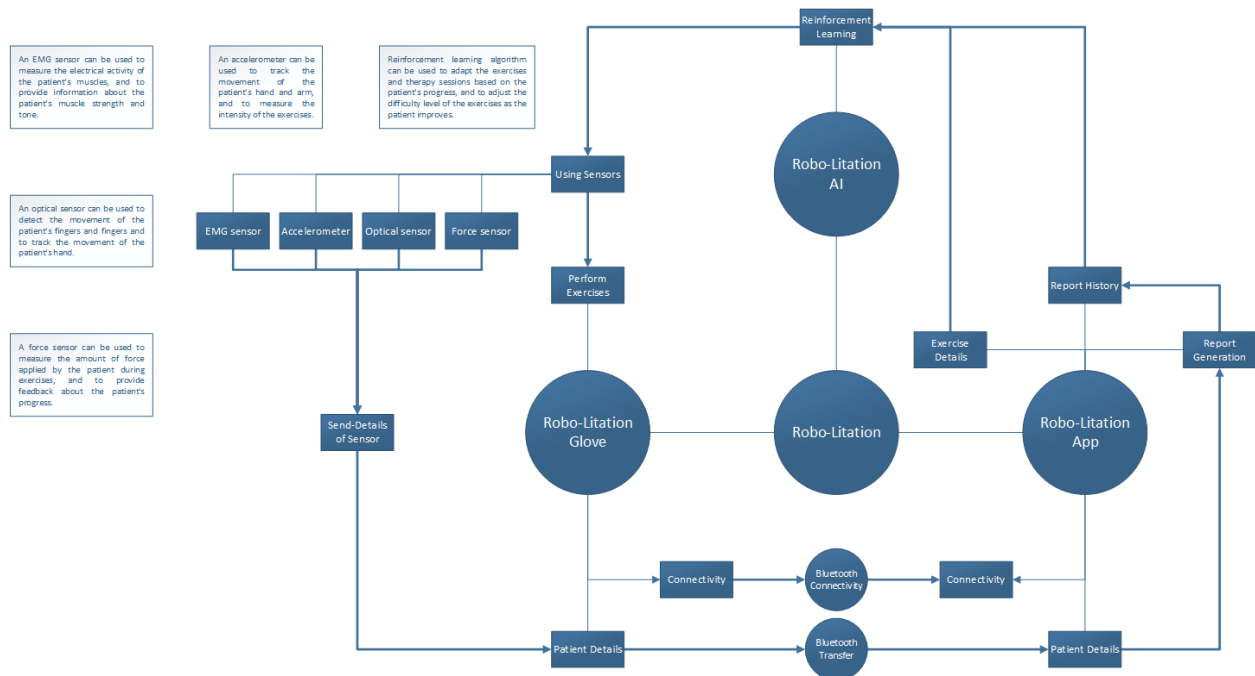 Reinforcement
Learning
An EMG sensor can be used to
measure the electrical activity of
the patient's muscles, and to
provide information about the
patient's muscle strength and
tone.
An accelerometer can be
used to track the
movement of the
patient's hand and arm,
and to measure the
intensity of the exercises.
Reinforcement learning algorithm
can be used to adapt the exercises
and therapy sessions based on the
patient's progress, and to adjust the
difficulty level of the exercises as the
patient improves.
Robo-Litation
AI
Using Sensors
An optical sensor can be used to
detect the movement of the
patient's fingers and fingers and
to track the movement of the
patient's hand.
EMG sensor
Accelerometer
Optical sensor
Force sensor
Perform
Exercises
Report History
A force sensor can be used to
measure the amount of force
applied by the patient during
exercises, and to provide
feedback about the patient's
progress.
Exercise
Details
Report
Generation
Send-Details
of Sensor
Robo-Litation
Glove
Robo-Litation
Robo-Litation
App
Connectivity
Bluetooth
Connectivity
Connectivity
Patient Details
Bluetooth
Transfer
Patient Details